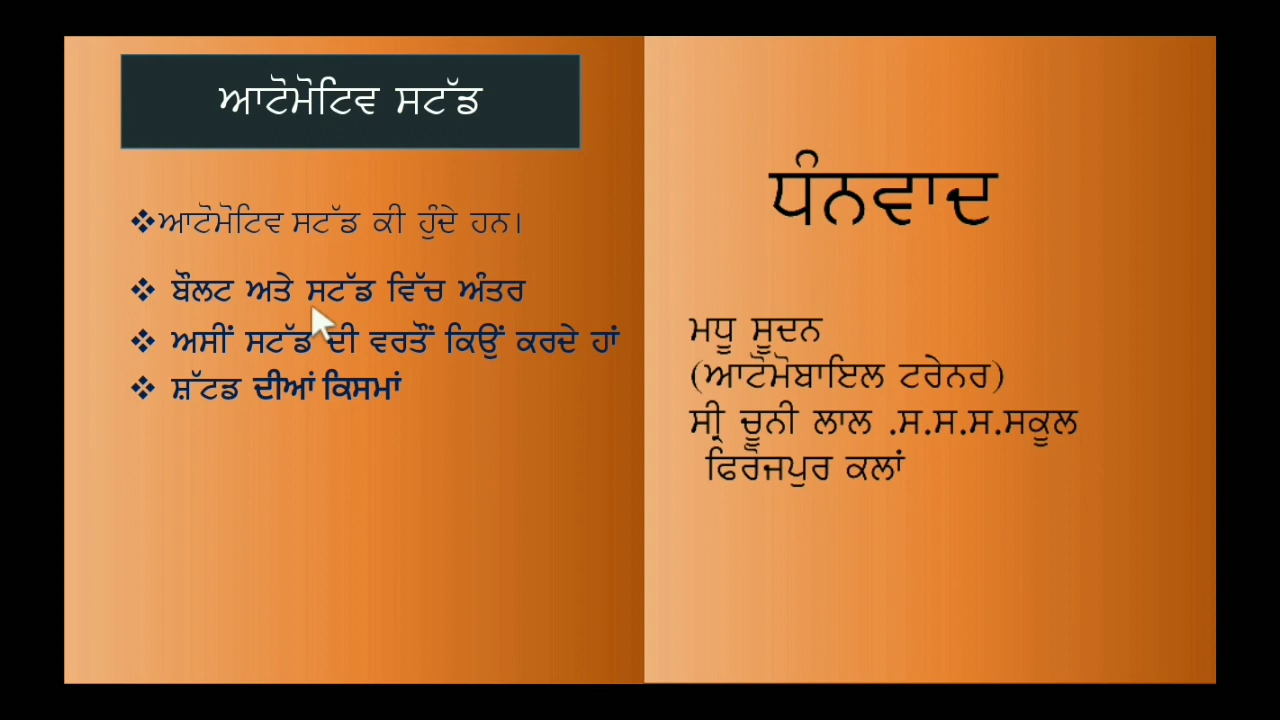 ਆਟੋਮੋਟਿਵ ਸਟੱਡ
❖ਆਟੋਮੋਟਿਵ ਸਟੱਡ ਕੀ ਹੁੰਦੇ ਹਨ।
❖ ਬੌਲਟ ਅਤੇ ਸਟੱਡ ਵਿੱਚ ਅੰਤਰ
❖ ਅਸੀਂ ਸਟੱਡ ਦੀ ਵਰਤੌਂ ਕਿਉਂ ਕਰਦੇ ਹਾਂ
❖ ਸ਼ੱਟਡ ਦੀਆਂ ਕਿਸਮਾਂ
ਧੰਨਵਾਦ
ਮਧੂ ਸੂਦਨ
(ਆਟੋਮੋਬਾਇਲ ਟਰੇਨਰ)
ਸ੍ਰੀ ਚੂਨੀ ਲਾਲ .ਸ.ਸ.ਸ.ਸਕੂਲ
ਫਿਰੋਜਪੁਰ ਕਲਾਂ